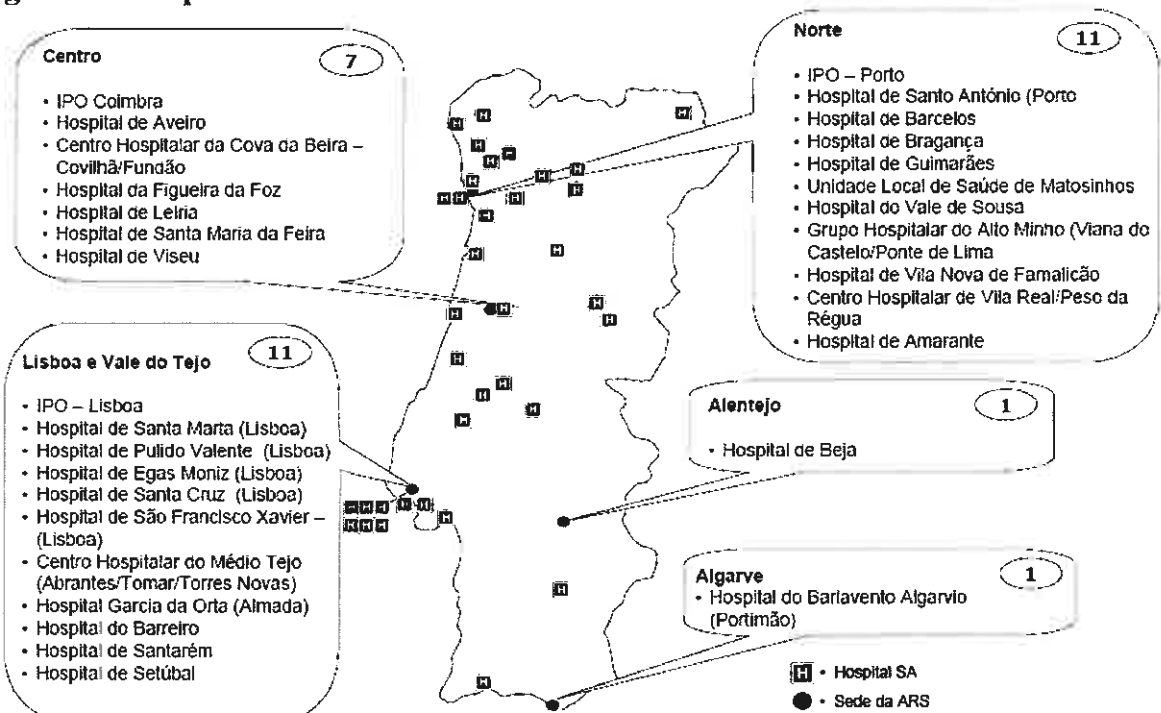 Centro
7
• IPO Coimbra
• Hospital de Aveiro
• Centro Hospitalar da Cova da Beira –
Covilhã/Fundão
• Hospital da Figueira da Foz
• Hospital de Leiria
• Hospital de Santa Maria da Feira
• Hospital de Viseu
Norte
11
• IPO – Porto
• Hospital de Santo António (Porto
• Hospital de Barcelos
• Hospital de Bragança
• Hospital de Guimarães
• Unidade Local de Saúde de Matosinhos
• Hospital do Vale de Sousa
• Grupo Hospitalar do Alto Minho (Viana do
Castelo/Ponte de Lima
• Hospital de Vila Nova de Famalicão
• Centro Hospitalar de Vila Real/Peso da
Régua
• Hospital de Amarante
Lisboa e Vale do Tejo
11
• IPO – Lisboa
• Hospital de Santa Marta (Lisboa)
• Hospital de Pulido Valente (Lisboa)
• Hospital de Egas Moniz (Lisboa)
• Hospital de Santa Cruz (Lisboa)
• Hospital de São Francisco Xavier –
(Lisboa)
• Centro Hospitalar do Médio Tejo
(Abrantes/Tomar/Torres Novas)
• Hospital Garcia da Orta (Almada)
• Hospital do Barreiro
• Hospital de Santarém
• Hospital de Setúbal
Alentejo
1
• Hospital de Beja
Algarve
1
• Hospital do Barlavento Algarvio
(Portimão)
H • Hospital SA
• Sede da ARS